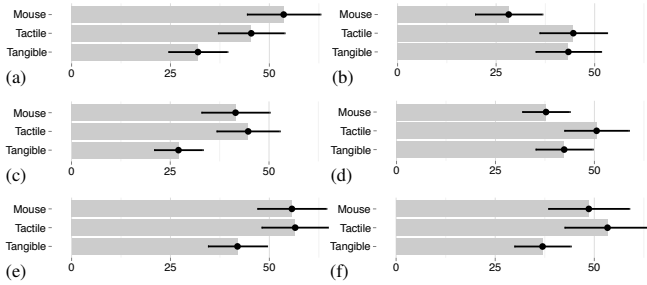 Mouse
Tactile
Tangible
(a) 0 25 50
Mouse
Tactile
Tangible
(b) 0 25 50
Mouse
Tactile
Tangible
(c) 0 25 50
Mouse
Tactile
Tangible
(d) 0 25 50
Mouse
Tactile
Tangible
(e) 0 25 50
Mouse
Tactile
Tangible
(f) 0 25 50